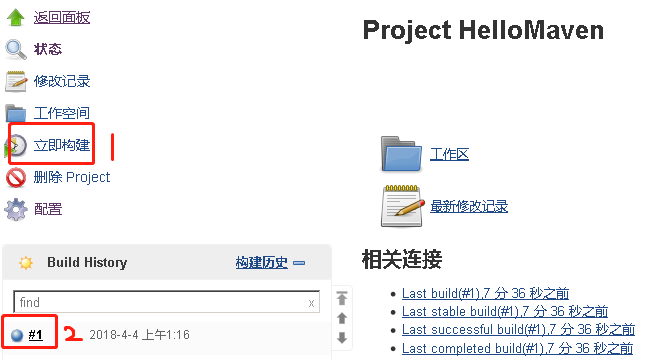 返回面板
状态
修改记录
工作空间
立即构建 1
删除 Project
配置
Build History 构建历史
find x
#1 2 2018-4-4 上午1:16
Project HelloMaven
工作区
最新修改记录
相关连接
Last build(#1),7 分 36 秒之前
Last stable build(#1),7 分 36 秒之前
Last successful build(#1),7 分 36 秒之前
Last completed build(#1),7 分 36 秒之前